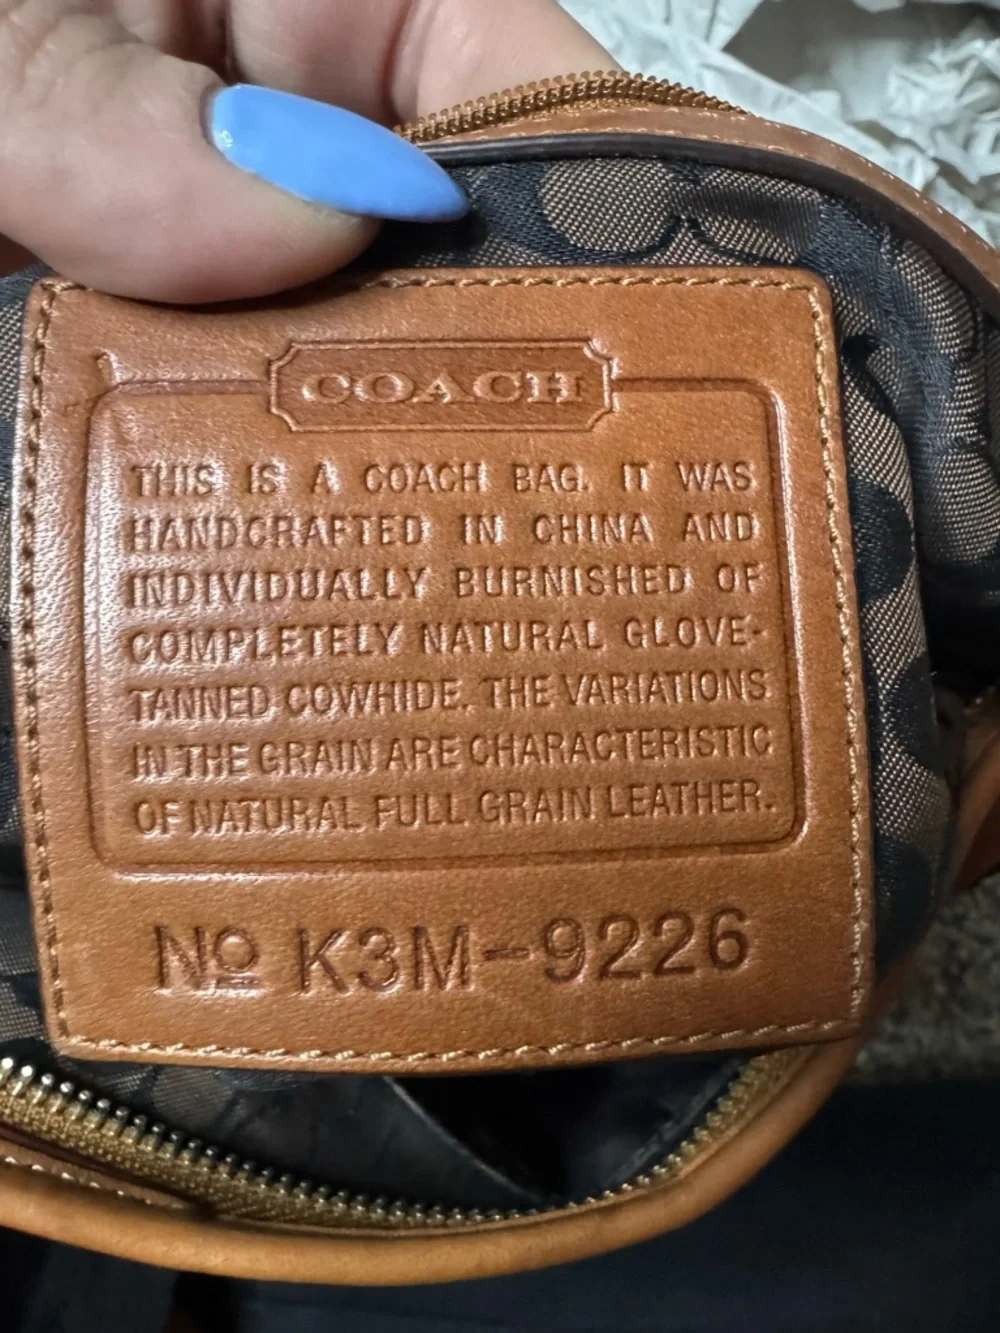 COACH
THIS IS A COACH BAG. IT WAS
HANDCRAFTED IN CHINA AND
INDIVIDUALLY BURNISHED OF
COMPLETELY NATURAL GLOVE-
TANNED COWHIDE. THE VARIATIONS
IN THE GRAIN ARE CHARACTERISTIC
OF NATURAL FULL GRAIN LEATHER.
Nº K3M-9226